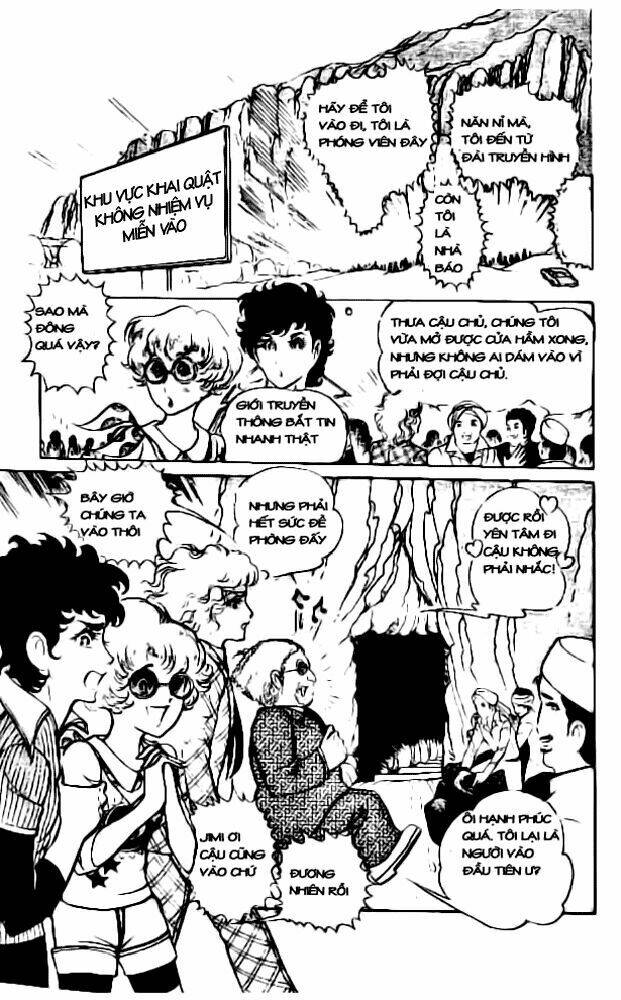 HÃY ĐỂ TÔI
VÀO ĐI, TÔI LÀ
PHÓNG VIÊN ĐÂY
NĂN NỈ MÀ,
TÔI ĐẾN TỪ
ĐÀI TRUYỀN HÌNH
CÒN
TÔI
LÀ
NHÀ
BÁO
KHU VỰC KHAI QUẬT
KHÔNG NHIỆM VỤ
MIỄN VÀO
SAO MÀ
ĐÔNG
QUÁ VẬY?
GIỚI TRUYỀN
THÔNG BẮT TIN
NHANH THẬT
THƯA CẬU CHỦ, CHÚNG TÔI
VỪA MỞ ĐƯỢC CỬA HẦM XONG,
NHƯNG KHÔNG AI DÁM VÀO VÌ
PHẢI ĐỢI CẬU CHỦ.
BÂY GIỜ
CHÚNG TA
VÀO THÔI
NHƯNG PHẢI
HẾT SỨC ĐỀ
PHÒNG ĐẤY
ĐƯỢC RỒI
YÊN TÂM ĐI
CẬU KHÔNG
PHẢI NHẮC!
JIMI ƠI
CẬU CŨNG
VÀO CHỨ
ĐƯƠNG
NHIÊN RỒI
ÔI HẠNH PHÚC
QUÁ. TÔI LẠI LÀ
NGƯỜI VÀO
ĐẦU TIÊN Ư?